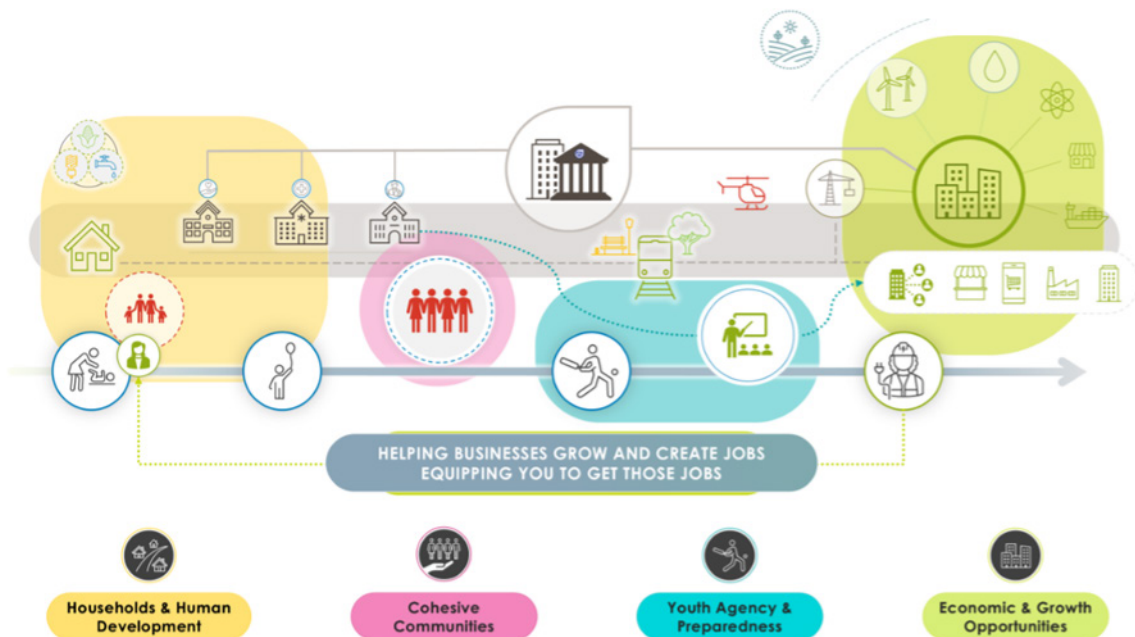 HELPING BUSINESSES GROW AND CREATE JOBS
EQUIPPING YOU TO GET THOSE JOBS
Households & Human
Development
Cohesive
Communities
Youth Agency &
Preparedness
Economic & Growth
Opportunities